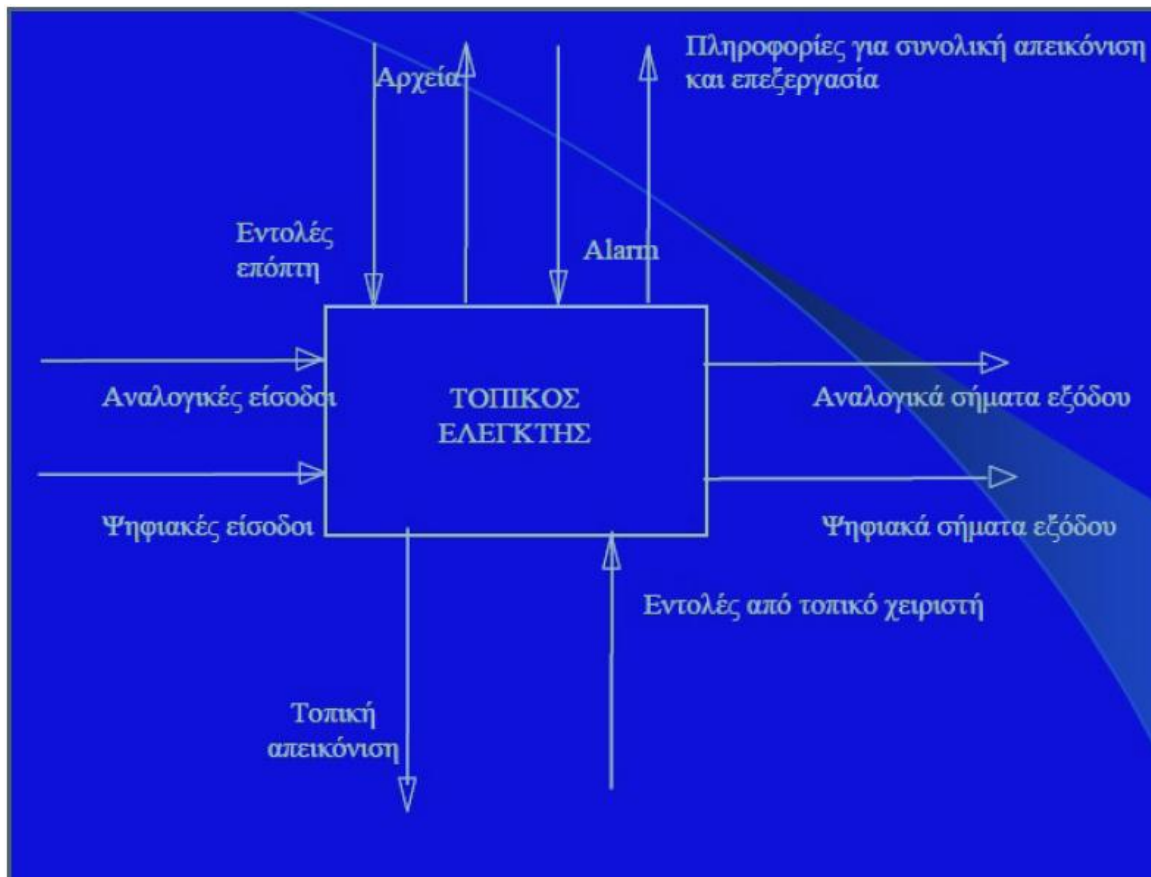 Πληροφορίες για συνολική απεικόνιση
και επεξεργασία
Αρχεία
Εντολές
επόπτη
Alarm
Αναλογικές είσοδοι
ΤΟΠΙΚΟΣ
ΕΛΕΓΚΤΗΣ
Αναλογικά σήματα εξόδου
Ψηφιακές είσοδοι
Ψηφιακά σήματα εξόδου
Εντολές από τοπικό χειριστή
Τοπική
απεικόνιση